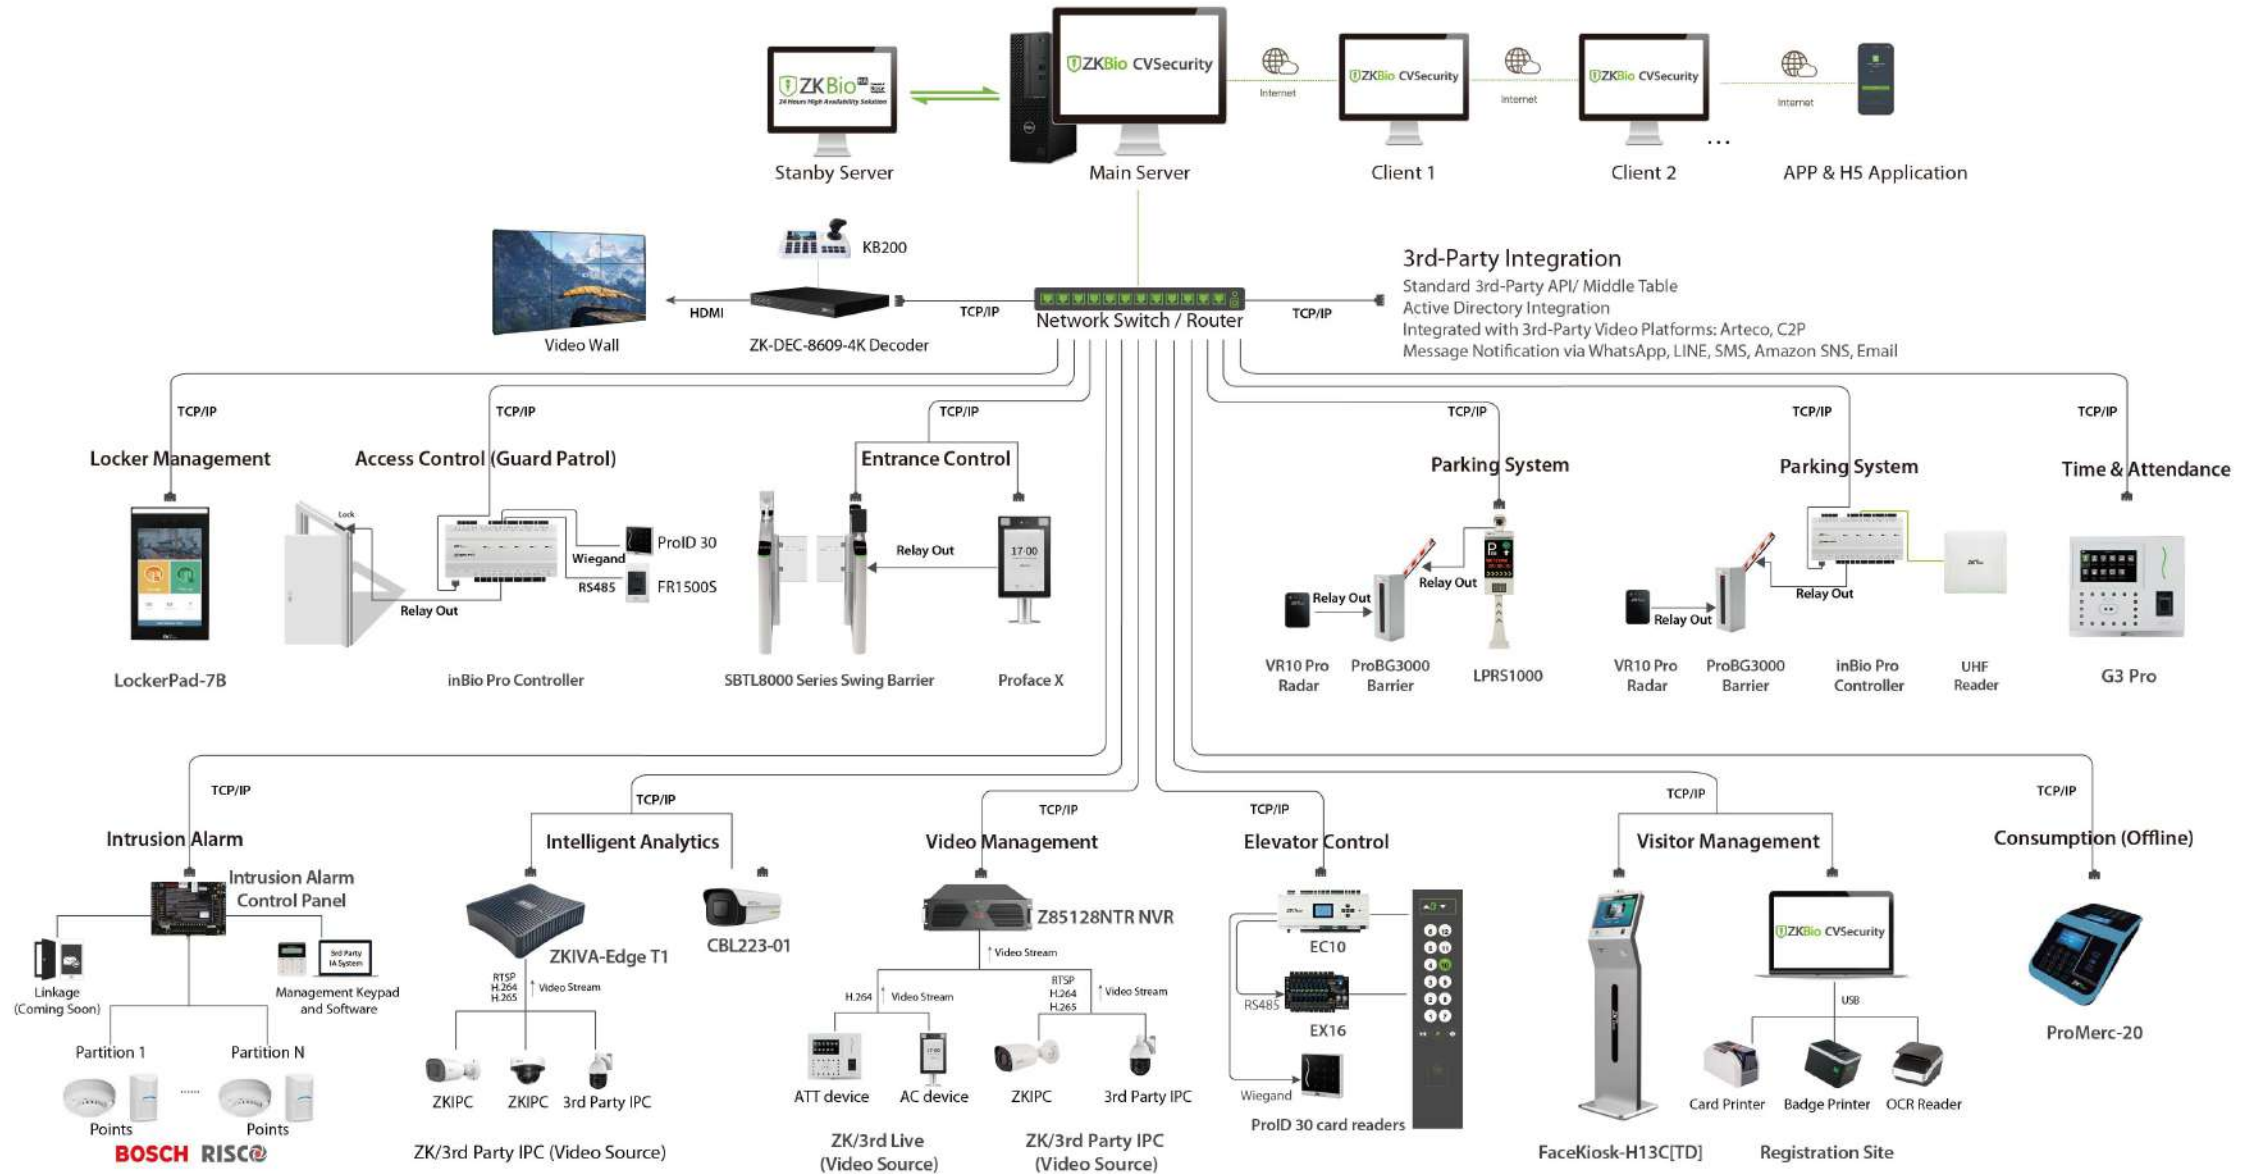 ZKBio
24 Hours High Availability Solution
Stanby Server
ZKBio CVSecurity
Main Server
Internet
ZKBio CVSecurity
Client 1
Internet
ZKBio CVSecurity
Client 2
...
Internet
APP & H5 Application
KB200
Video Wall
HDMI
ZK-DEC-8609-4K Decoder
TCP/IP
Network Switch / Router
TCP/IP
3rd-Party Integration
Standard 3rd-Party API/ Middle Table
Active Directory Integration
Integrated with 3rd-Party Video Platforms: Arteco, C2P
Message Notification via WhatsApp, LINE, SMS, Amazon SNS, Email
TCP/IP
Locker Management
LockerPad-7B
TCP/IP
Access Control (Guard Patrol)
Lock
Relay Out
Wiegand
RS485
ProID 30
FR1500S
inBio Pro Controller
TCP/IP
Entrance Control
Relay Out
17:00
SBTL8000 Series Swing Barrier
Proface X
TCP/IP
Parking System
Relay Out
Relay Out
P
VR10 Pro
Radar
ProBG3000
Barrier
LPRS1000
TCP/IP
Parking System
Relay Out
Relay Out
VR10 Pro
Radar
ProBG3000
Barrier
inBio Pro
Controller
UHF
Reader
TCP/IP
Time & Attendance
G3 Pro
TCP/IP
Intrusion Alarm
Intrusion Alarm
Control Panel
Linkage
(Coming Soon)
3rd Party
IA System
Management Keypad
and Software
Partition 1
Partition N
......
Points
Points
BOSCH RISCO
TCP/IP
Intelligent Analytics
ZKIVA-Edge T1
CBL223-01
RTSP
H.264
H.265
Video Stream
ZKIPC
ZKIPC
3rd Party IPC
ZK/3rd Party IPC (Video Source)
TCP/IP
Video Management
Z85128NTR NVR
Video Stream
H.264
Video Stream
RTSP
H.264
H.265
Video Stream
17:00
ATT device
AC device
ZKIPC
3rd Party IPC
ZK/3rd Live
(Video Source)
ZK/3rd Party IPC
(Video Source)
TCP/IP
Elevator Control
EC10
RS485
EX16
Wiegand
ProID 30 card readers
TCP/IP
Visitor Management
ZKBio CVSecurity
USB
Card Printer
Badge Printer
OCR Reader
FaceKiosk-H13C[TD]
Registration Site
TCP/IP
Consumption (Offline)
ProMerc-20